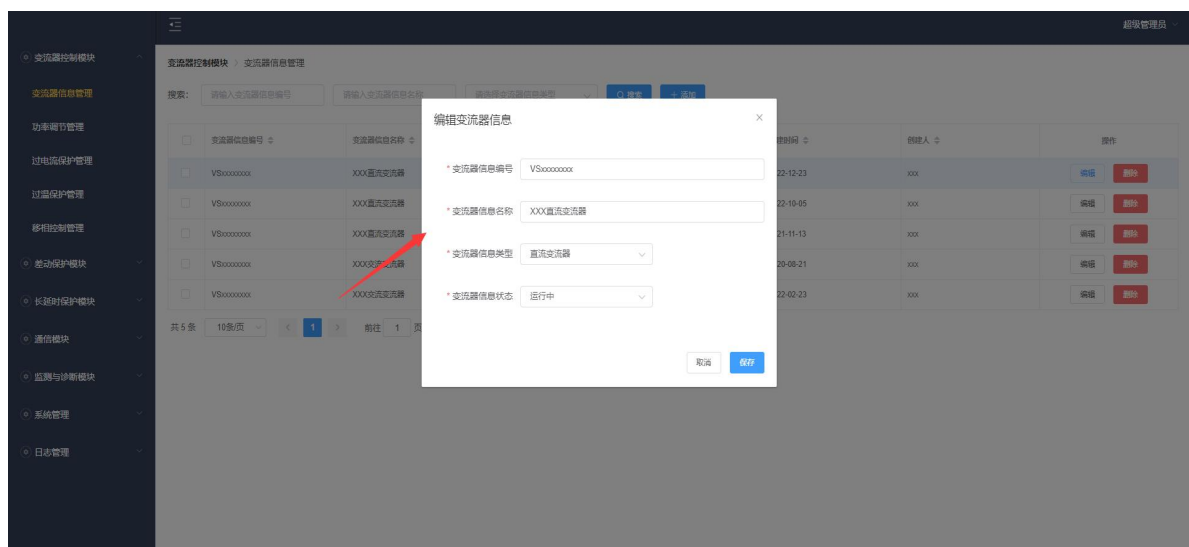 超级管理员
变流器控制模块
变流器信息管理
功率调节管理
过电流保护管理
过温保护管理
移相控制管理
差动保护模块
长延时保护模块
通信模块
监测与诊断模块
系统管理
日志管理
变流器控制模块 变流器信息管理
搜索: 请输入变流器信息编号 请输入变流器信息名称 请选择变流器信息类型 搜索 + 添加
变流器信息编号 变流器信息名称 建时间 创建人 操作
VSxxxxxxxx XXX直流变流器 22-12-23 xxx 编辑 删除
VSxxxxxxxx XXX直流变流器 22-10-05 xxx 编辑 删除
VSxxxxxxxx XXX直流变流器 21-11-13 xxx 编辑 删除
VSxxxxxxxx XXX交流变流器 20-08-21 xxx 编辑 删除
VSxxxxxxxx XXX交流变流器 22-02-23 xxx 编辑 删除
共 5 条 10条/页 1 前往 1 页
编辑变流器信息
* 变流器信息编号 VSxxxxxxxx
* 变流器信息名称 XXX直流变流器
* 变流器信息类型 直流变流器
* 变流器信息状态 运行中
取消 保存